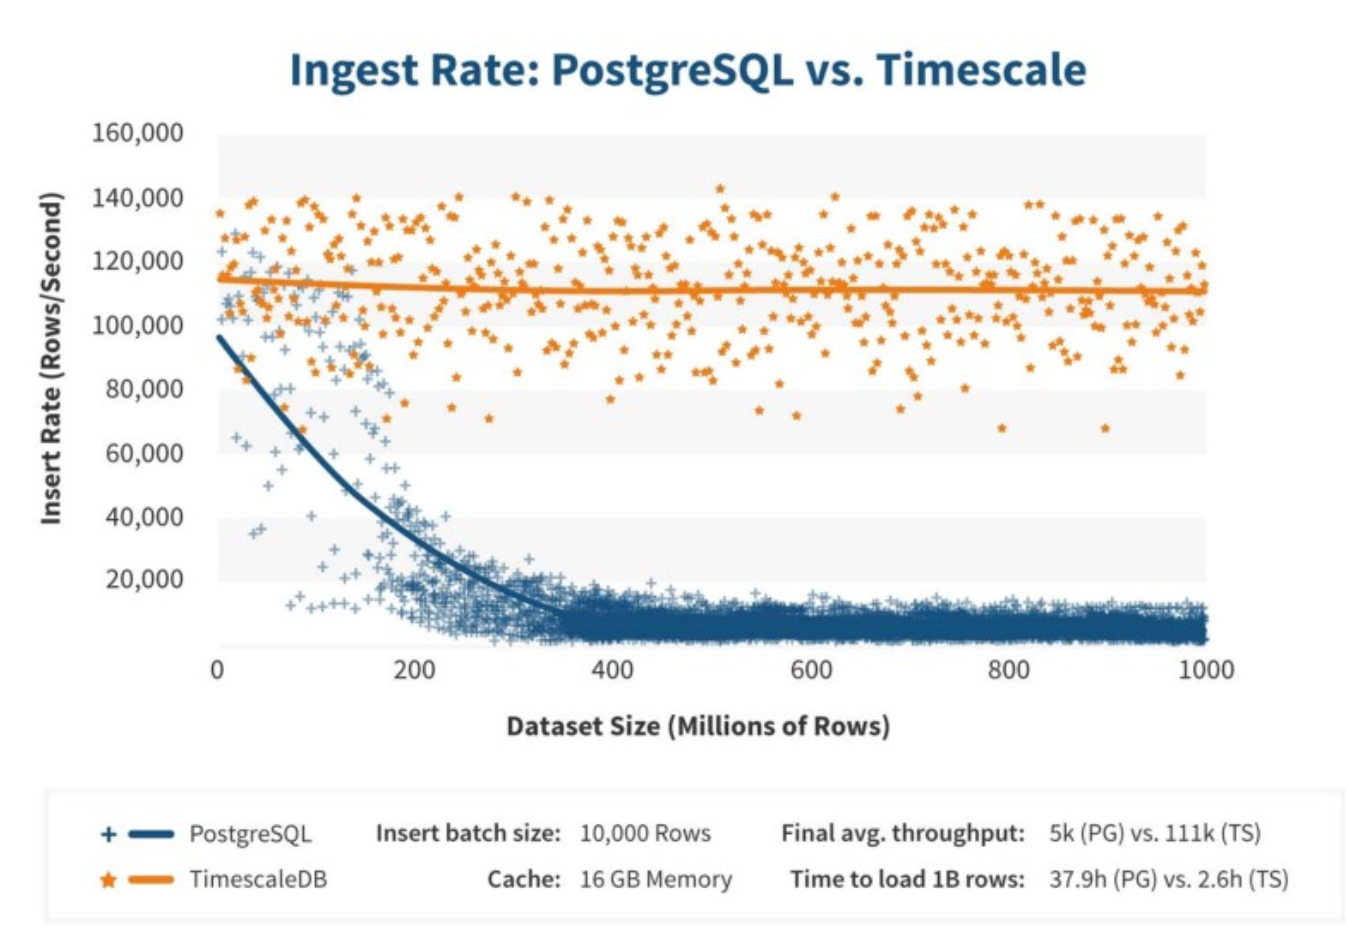 Ingest Rate: PostgreSQL vs. Timescale
160,000
140,000
120,000
100,000
80,000
60,000
40,000
20,000
Insert Rate (Rows/Second)
0 200 400 600 800 1000
Dataset Size (Millions of Rows)
PostgreSQL Insert batch size: 10,000 Rows Final avg. throughput: 5k (PG) vs. 111k (TS)
TimescaleDB Cache: 16 GB Memory Time to load 1B rows: 37.9h (PG) vs. 2.6h (TS)